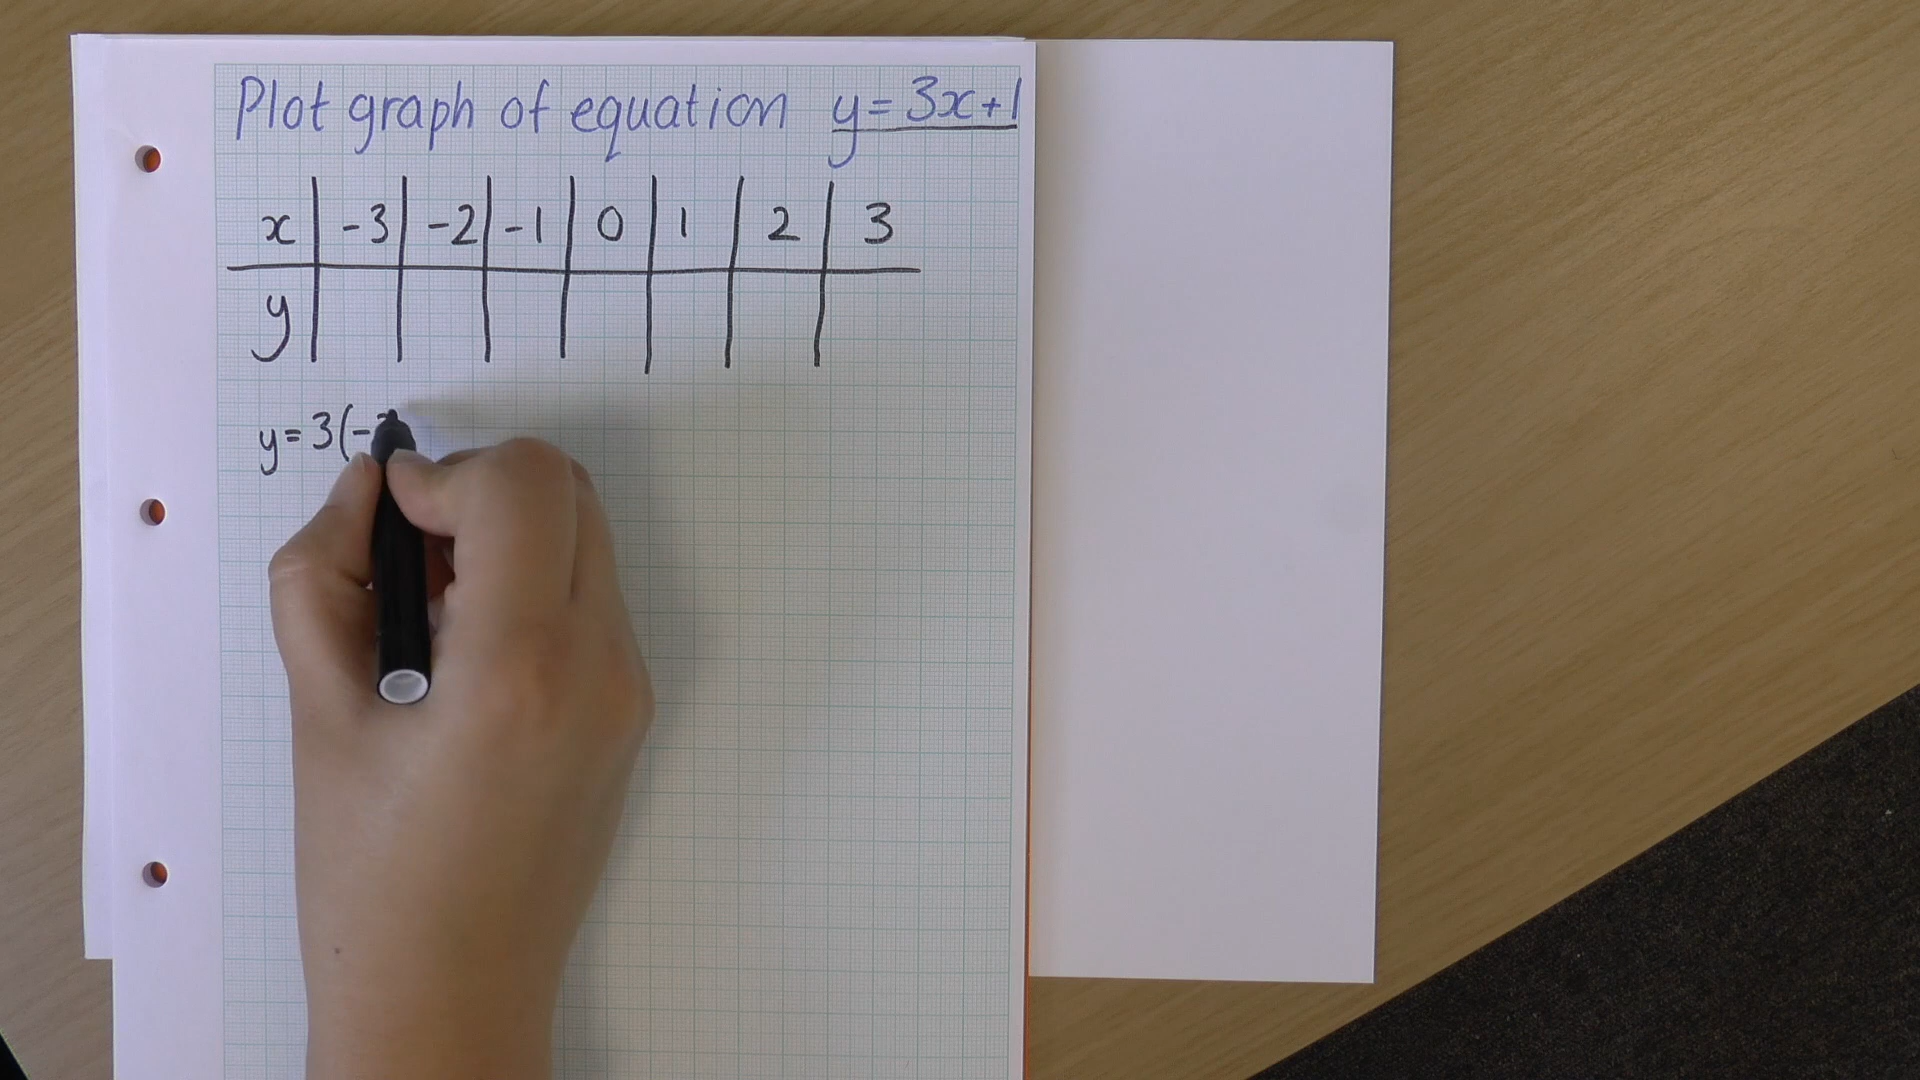 Plot graph of equation y = 3x + 1
x -3 -2 -1 0 1 2 3
y
y = 3(-